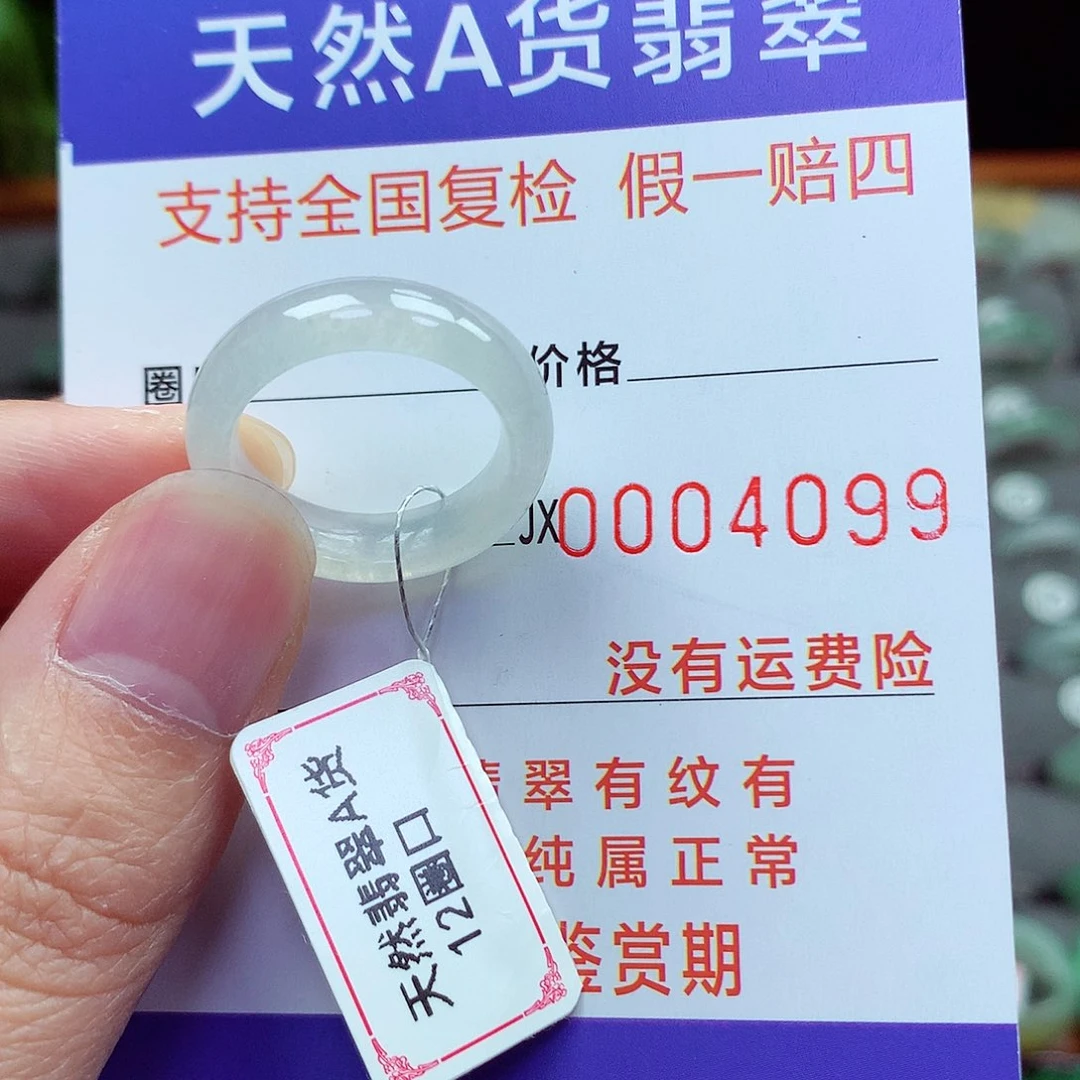 天然A货翡翠
支持全国复检 假一赔四
圈
价格
JX0004099
没有运费险
翠有纹有
纯属正常
鉴赏期
天然翡翠A货
12圈口